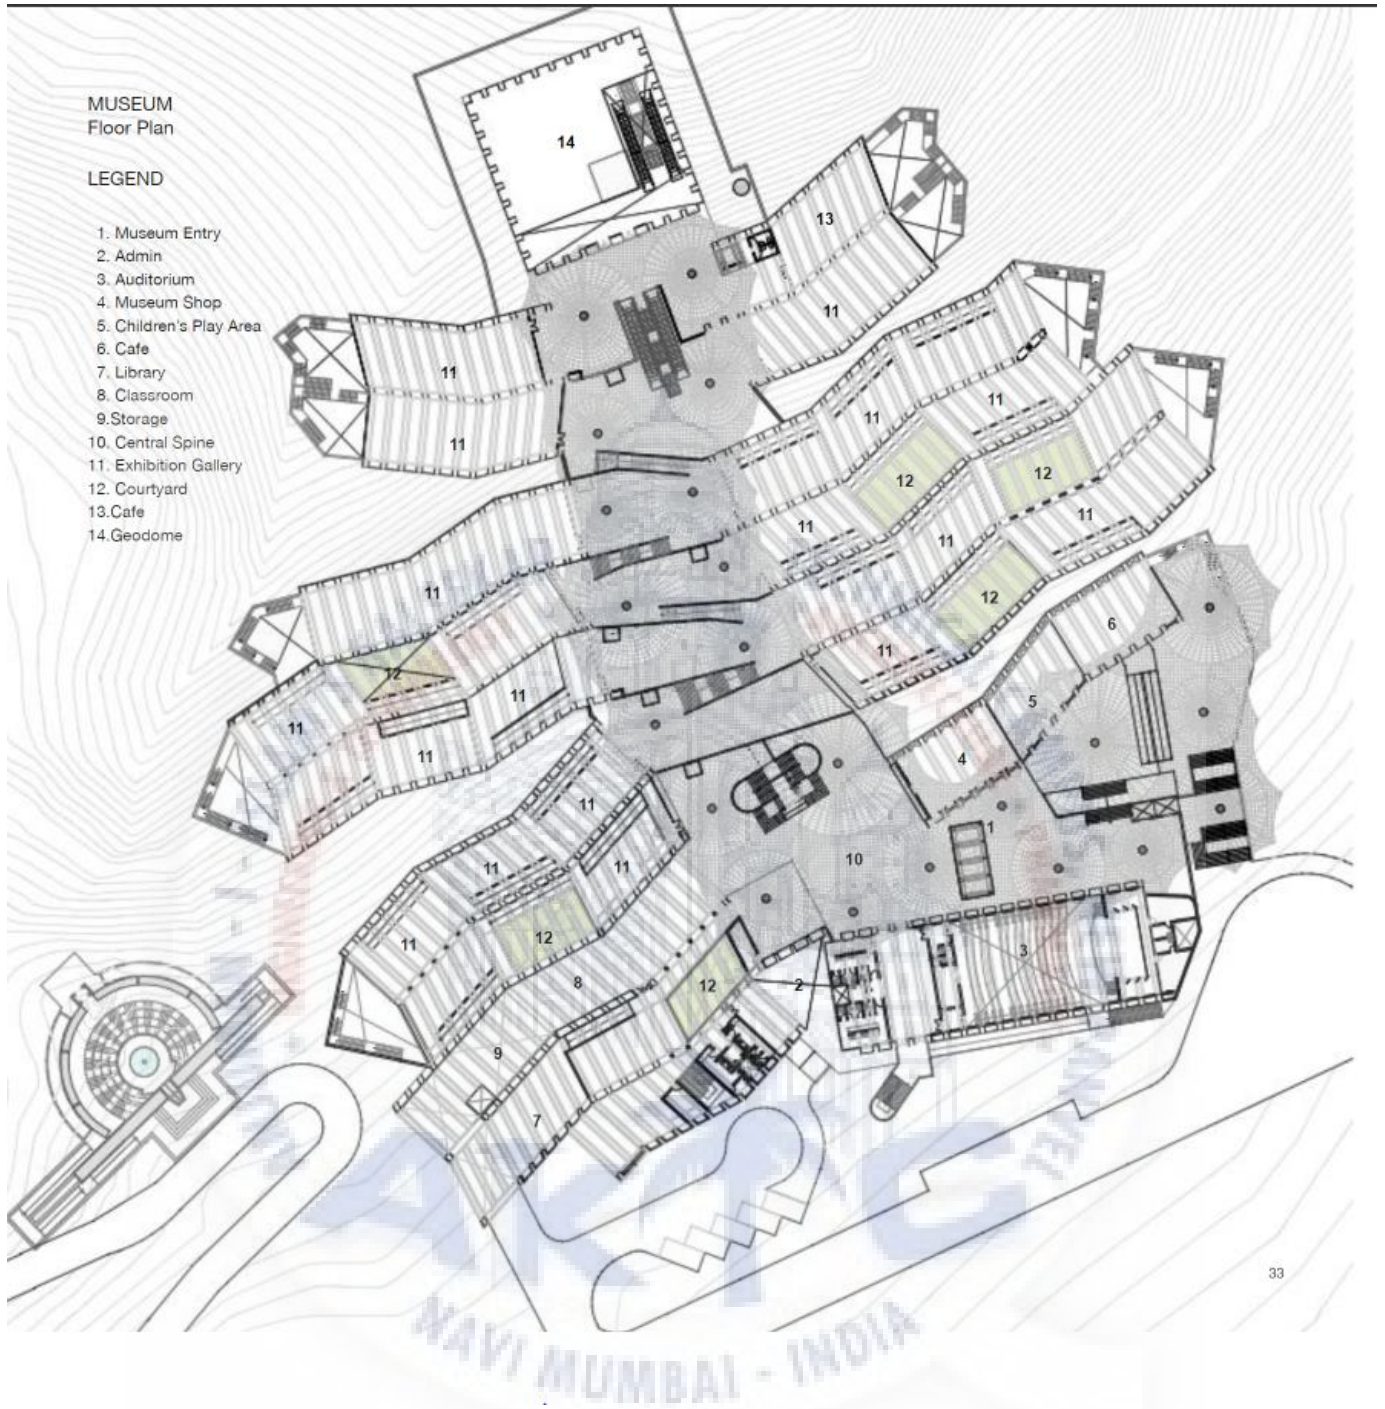 MUSEUM
Floor Plan
LEGEND
1. Museum Entry
2. Admin
3. Auditorium
4. Museum Shop
5. Children's Play Area
6. Cafe
7. Library
8. Classroom
9.Storage
10. Central Spine
11. Exhibition Gallery
12. Courtyard
13.Cafe
14.Geodome
14
13
11
11
11
11
11
12
12
11
11
11
11
12
12
6
11
11
5
11
11
4
11
1
11
11
10
11
12
3
8
12
2
9
7
33
AKTC
NAVI MUMBAI - INDIA